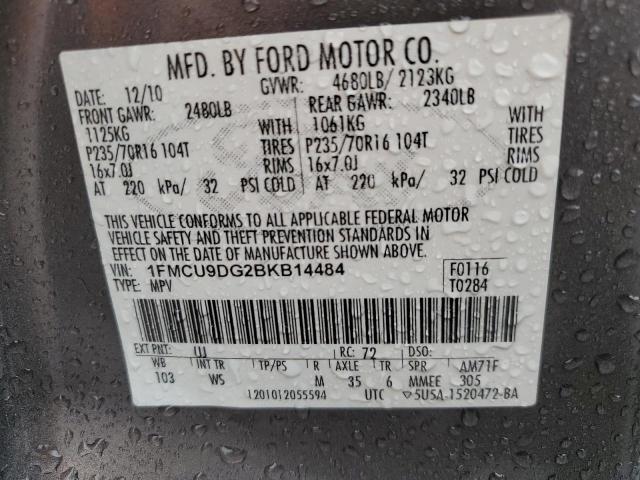 MFD. BY FORD MOTOR CO.
DATE: 12/10 GVWR: 4680LB/ 2123KG
FRONT GAWR: 2480LB REAR GAWR: 2340LB
1125KG WITH 1061KG WITH
P235/70R16 104T TIRES P235/70R16 104T TIRES
16x7.0J RIMS 16x7.0J RIMS
AT 220 kPa/ 32 PSI COLD AT 220 kPa/ 32 PSI COLD
THIS VEHICLE CONFORMS TO ALL APPLICABLE FEDERAL MOTOR
VEHICLE SAFETY AND THEFT PREVENTION STANDARDS IN
EFFECT ON THE DATE OF MANUFACTURE SHOWN ABOVE.
VIN: 1FMCU9DG2BKB14484 F0116
TYPE: MPV T0284
EXT PNT: UJ RC: 72 DSO:
WB INT TR TP/PS R AXLE TR SPR AM71F
103 WS M 35 6 MMEE 305
1201012055594 UTC 5U5A-1520472-BA